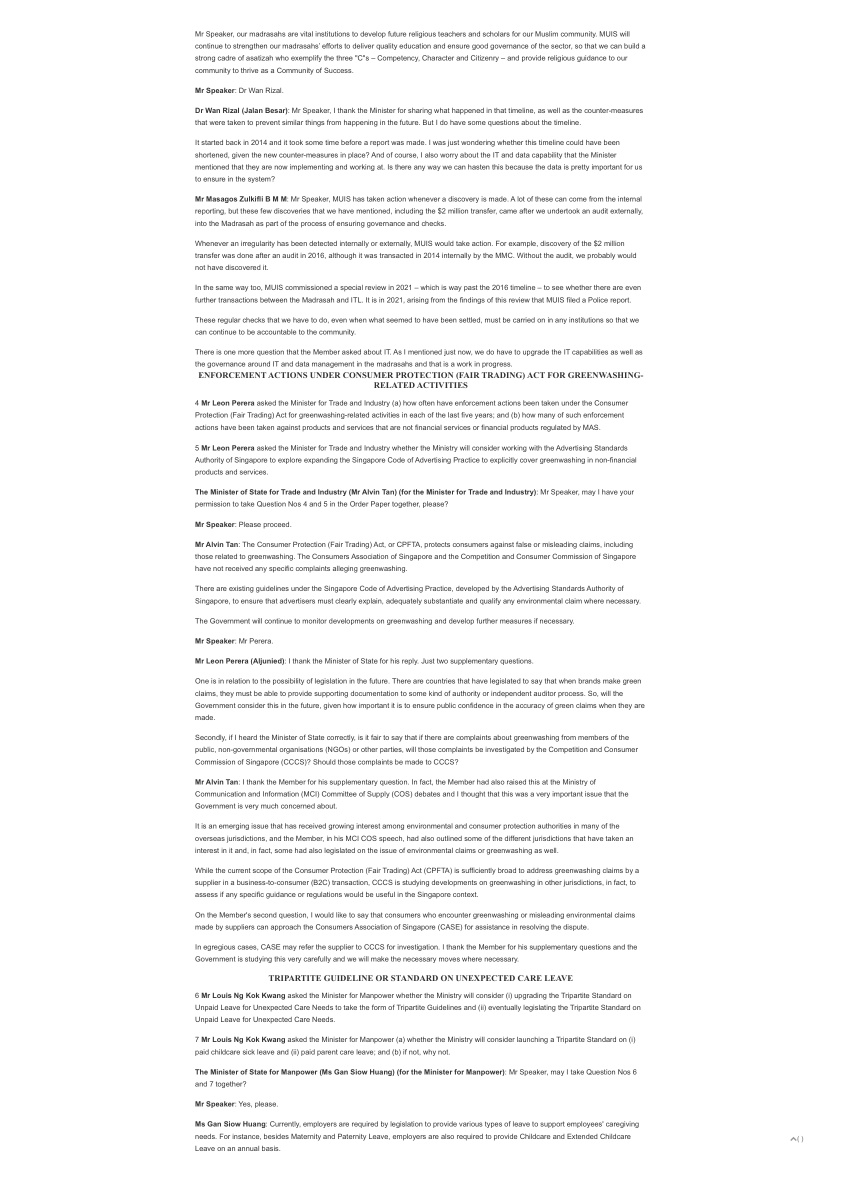 Mr Speaker, our madrasahs are vital institutions to develop future religious teachers and scholars for our Muslim community. MUIS will
continue to strengthen our madrasahs' efforts to deliver quality education and ensure good governance of the sector, so that we can build a
strong cadre of asatizah who exemplify the three "C"s – Competency, Character and Citizenry – and provide religious guidance to our
community to thrive as a Community of Success.
Mr Speaker: Dr Wan Rizal.
Dr Wan Rizal (Jalan Besar): Mr Speaker, I thank the Minister for sharing what happened in that timeline, as well as the counter-measures
that were taken to prevent similar things from happening in the future. But I do have some questions about the timeline.
It started back in 2014 and it took some time before a report was made. I was just wondering whether this timeline could have been
shortened, given the new counter-measures in place? And of course, I also worry about the IT and data capability that the Minister
mentioned that they are now implementing and working at. Is there any way we can hasten this because the data is pretty important for us
to ensure in the system?
Mr Masagos Zulkifli B M M: Mr Speaker, MUIS has taken action whenever a discovery is made. A lot of these can come from the internal
reporting, but these few discoveries that we have mentioned, including the $2 million transfer, came after we undertook an audit externally,
into the Madrasah as part of the process of ensuring governance and checks.
Whenever an irregularity has been detected internally or externally, MUIS would take action. For example, discovery of the $2 million
transfer was done after an audit in 2016, although it was transacted in 2014 internally by the MMC. Without the audit, we probably would
not have discovered it.
In the same way too, MUIS commissioned a special review in 2021 – which is way past the 2016 timeline – to see whether there are even
further transactions between the Madrasah and ITL. It is in 2021, arising from the findings of this review that MUIS filed a Police report.
These regular checks that we have to do, even when what seemed to have been settled, must be carried on in any institutions so that we
can continue to be accountable to the community.
There is one more question that the Member asked about IT. As I mentioned just now, we do have to upgrade the IT capabilities as well as
the governance around IT and data management in the madrasahs and that is a work in progress.
ENFORCEMENT ACTIONS UNDER CONSUMER PROTECTION (FAIR TRADING) ACT FOR GREENWASHING-
RELATED ACTIVITIES
4 Mr Leon Perera asked the Minister for Trade and Industry (a) how often have enforcement actions been taken under the Consumer
Protection (Fair Trading) Act for greenwashing-related activities in each of the last five years; and (b) how many of such enforcement
actions have been taken against products and services that are not financial services or financial products regulated by MAS.
5 Mr Leon Perera asked the Minister for Trade and Industry whether the Ministry will consider working with the Advertising Standards
Authority of Singapore to explore expanding the Singapore Code of Advertising Practice to explicitly cover greenwashing in non-financial
products and services.
The Minister of State for Trade and Industry (Mr Alvin Tan) (for the Minister for Trade and Industry): Mr Speaker, may I have your
permission to take Question Nos 4 and 5 in the Order Paper together, please?
Mr Speaker: Please proceed.
Mr Alvin Tan: The Consumer Protection (Fair Trading) Act, or CPFTA, protects consumers against false or misleading claims, including
those related to greenwashing. The Consumers Association of Singapore and the Competition and Consumer Commission of Singapore
have not received any specific complaints alleging greenwashing.
There are existing guidelines under the Singapore Code of Advertising Practice, developed by the Advertising Standards Authority of
Singapore, to ensure that advertisers must clearly explain, adequately substantiate and qualify any environmental claim where necessary.
The Government will continue to monitor developments on greenwashing and develop further measures if necessary.
Mr Speaker: Mr Perera.
Mr Leon Perera (Aljunied): I thank the Minister of State for his reply. Just two supplementary questions.
One is in relation to the possibility of legislation in the future. There are countries that have legislated to say that when brands make green
claims, they must be able to provide supporting documentation to some kind of authority or independent auditor process. So, will the
Government consider this in the future, given how important it is to ensure public confidence in the accuracy of green claims when they are
made.
Secondly, if I heard the Minister of State correctly, is it fair to say that if there are complaints about greenwashing from members of the
public, non-governmental organisations (NGOs) or other parties, will those complaints be investigated by the Competition and Consumer
Commission of Singapore (CCCS)? Should those complaints be made to CCCS?
Mr Alvin Tan: I thank the Member for his supplementary question. In fact, the Member had also raised this at the Ministry of
Communication and Information (MCI) Committee of Supply (COS) debates and I thought that this was a very important issue that the
Government is very much concerned about.
It is an emerging issue that has received growing interest among environmental and consumer protection authorities in many of the
overseas jurisdictions, and the Member, in his MCI COS speech, had also outlined some of the different jurisdictions that have taken an
interest in it and, in fact, some had also legislated on the issue of environmental claims or greenwashing as well.
While the current scope of the Consumer Protection (Fair Trading) Act (CPFTA) is sufficiently broad to address greenwashing claims by a
supplier in a business-to-consumer (B2C) transaction, CCCS is studying developments on greenwashing in other jurisdictions, in fact, to
assess if any specific guidance or regulations would be useful in the Singapore context.
On the Member's second question, I would like to say that consumers who encounter greenwashing or misleading environmental claims
made by suppliers can approach the Consumers Association of Singapore (CASE) for assistance in resolving the dispute.
In egregious cases, CASE may refer the supplier to CCCS for investigation. I thank the Member for his supplementary questions and the
Government is studying this very carefully and we will make the necessary moves where necessary.
TRIPARTITE GUIDELINE OR STANDARD ON UNEXPECTED CARE LEAVE
6 Mr Louis Ng Kok Kwang asked the Minister for Manpower whether the Ministry will consider (i) upgrading the Tripartite Standard on
Unpaid Leave for Unexpected Care Needs to take the form of Tripartite Guidelines and (ii) eventually legislating the Tripartite Standard on
Unpaid Leave for Unexpected Care Needs.
7 Mr Louis Ng Kok Kwang asked the Minister for Manpower (a) whether the Ministry will consider launching a Tripartite Standard on (i)
paid childcare sick leave and (ii) paid parent care leave; and (b) if not, why not.
The Minister of State for Manpower (Ms Gan Siow Huang) (for the Minister for Manpower): Mr Speaker, may I take Question Nos 6
and 7 together?
Mr Speaker: Yes, please.
Ms Gan Siow Huang: Currently, employers are required by legislation to provide various types of leave to support employees' caregiving
needs. For instance, besides Maternity and Paternity Leave, employers are also required to provide Childcare and Extended Childcare
Leave on an annual basis.
( )